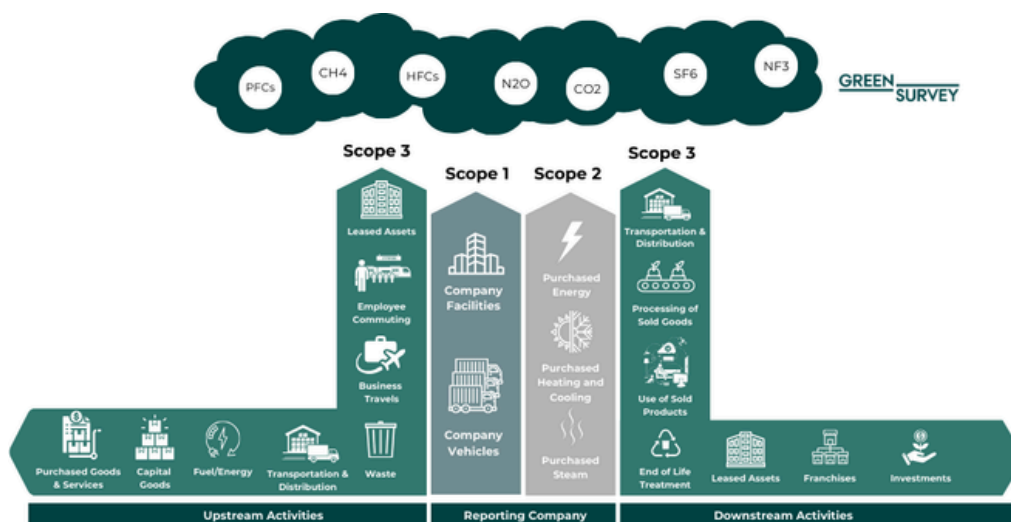 PFCs
CH4
HFCs
N2O
CO2
SF6
NF3
GREEN
SURVEY
Scope 3
Scope 1
Scope 2
Scope 3
Leased Assets
Employee
Commuting
Business
Travels
Purchased Goods
& Services
Capital
Goods
Fuel/Energy
Transportation &
Distribution
Waste
Company
Facilities
Company
Vehicles
Purchased
Energy
Purchased
Heating and
Cooling
Purchased
Steam
Transportation &
Distribution
Processing of
Sold Goods
Use of Sold
Products
End of Life
Treatment
Leased Assets
Franchises
Investments
Upstream Activities
Reporting Company
Downstream Activities